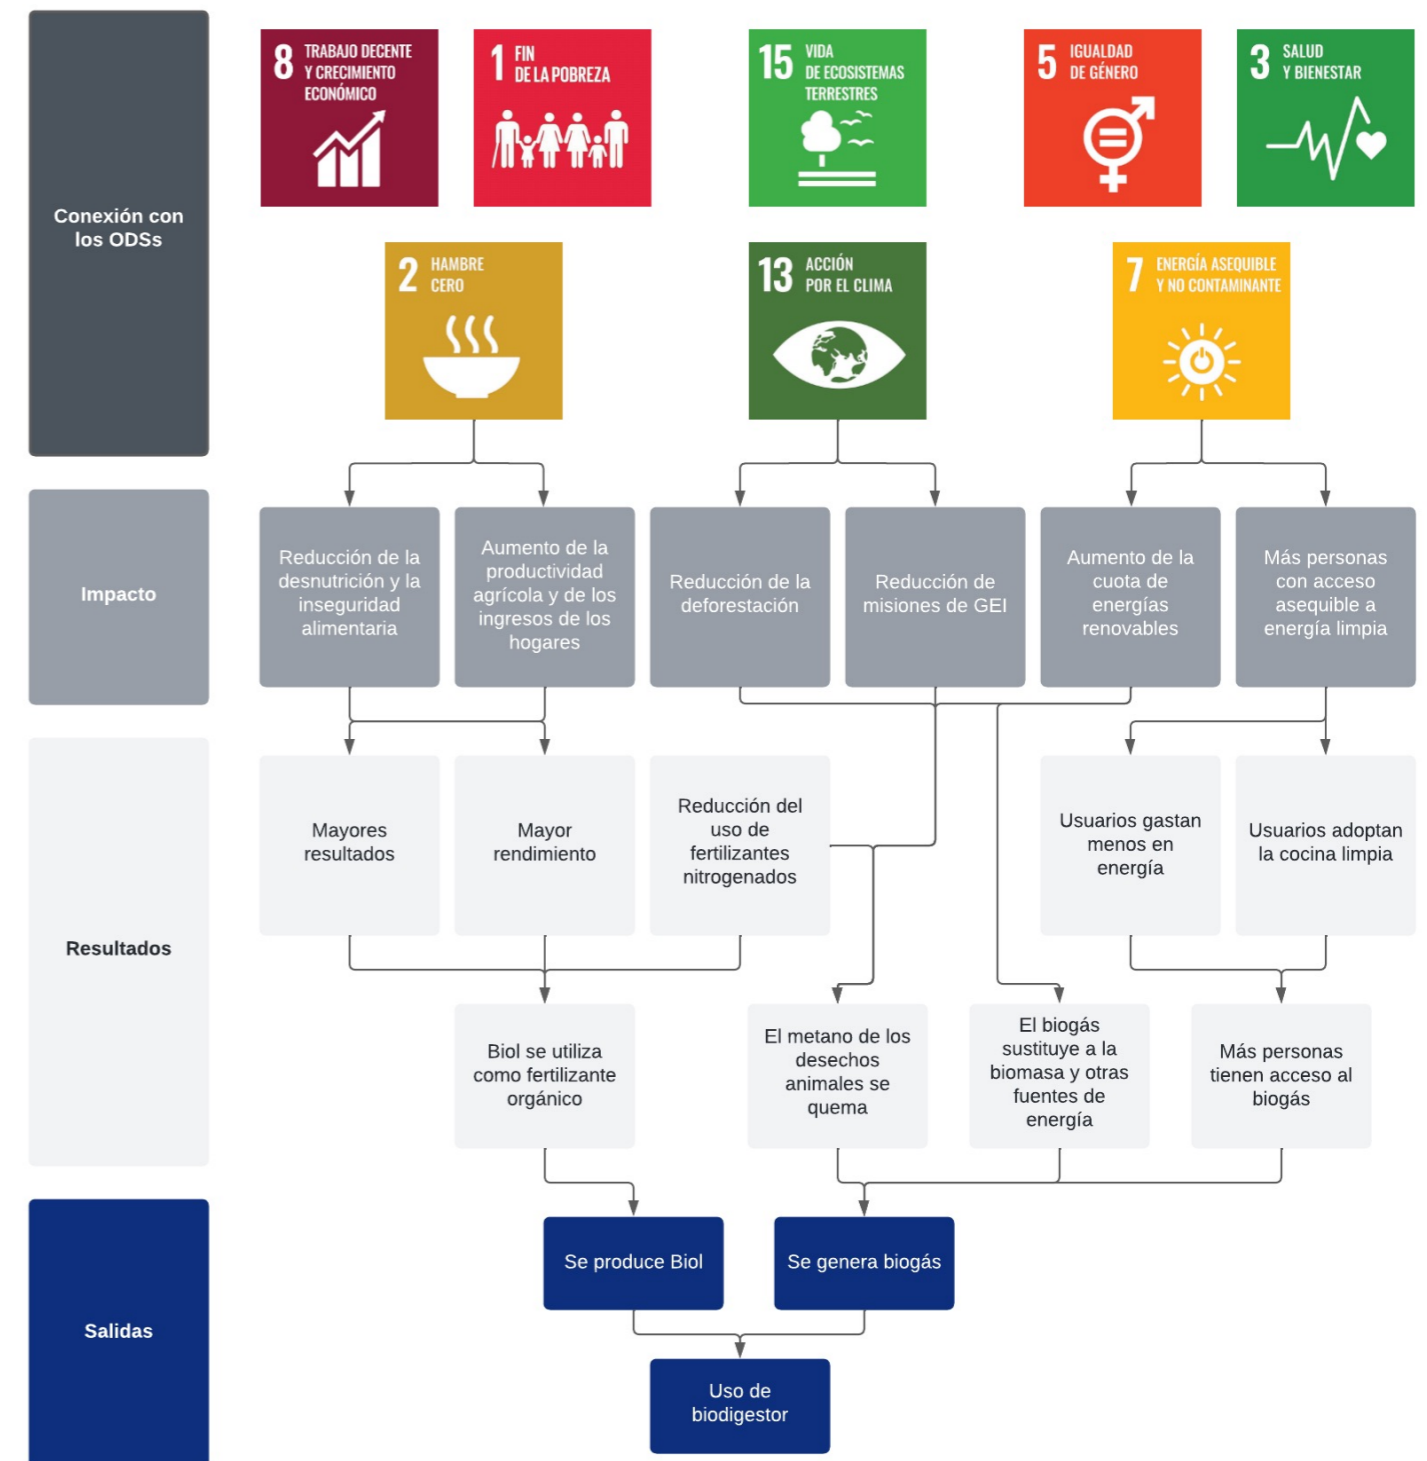 8 TRABAJO DECENTE
Y CRECIMIENTO
ECONÓMICO
1 FIN
DE LA POBREZA
15 VIDA
DE ECOSISTEMAS
TERRESTRES
5 IGUALDAD
DE GÉNERO
3 SALUD
Y BIENESTAR
Conexión con
los ODSs
2 HAMBRE
CERO
13 ACCIÓN
POR EL CLIMA
7 ENERGÍA ASEQUIBLE
Y NO CONTAMINANTE
Impacto
Reducción de la
desnutrición y la
inseguridad
alimentaria
Aumento de la
productividad
agrícola y de los
ingresos de los
hogares
Reducción de la
deforestación
Reducción de
misiones de GEI
Aumento de la
cuota de
energías
renovables
Más personas
con acceso
asequible a
energía limpia
Resultados
Mayores
resultados
Mayor
rendimiento
Reducción del
uso de
fertilizantes
nitrogenados
Usuarios gastan
menos en
energía
Usuarios adoptan
la cocina limpia
Biol se utiliza
como fertilizante
orgánico
El metano de los
desechos
animales se
quema
El biogás
sustituye a la
biomasa y otras
fuentes de
energía
Más personas
tienen acceso al
biogás
Salidas
Se produce Biol
Se genera biogás
Uso de
biodigestor